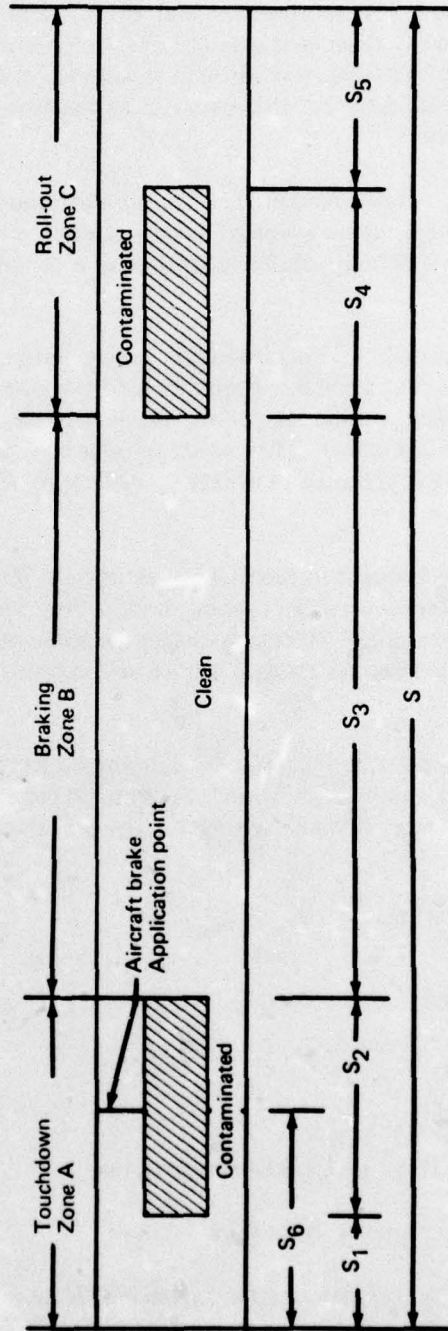 Touchdown
Zone A
Braking
Zone B
Roll-out
Zone C
Aircraft brake
Application point
Contaminated
Clean
Contaminated
S6
S1
S2
S3
S4
S5
S